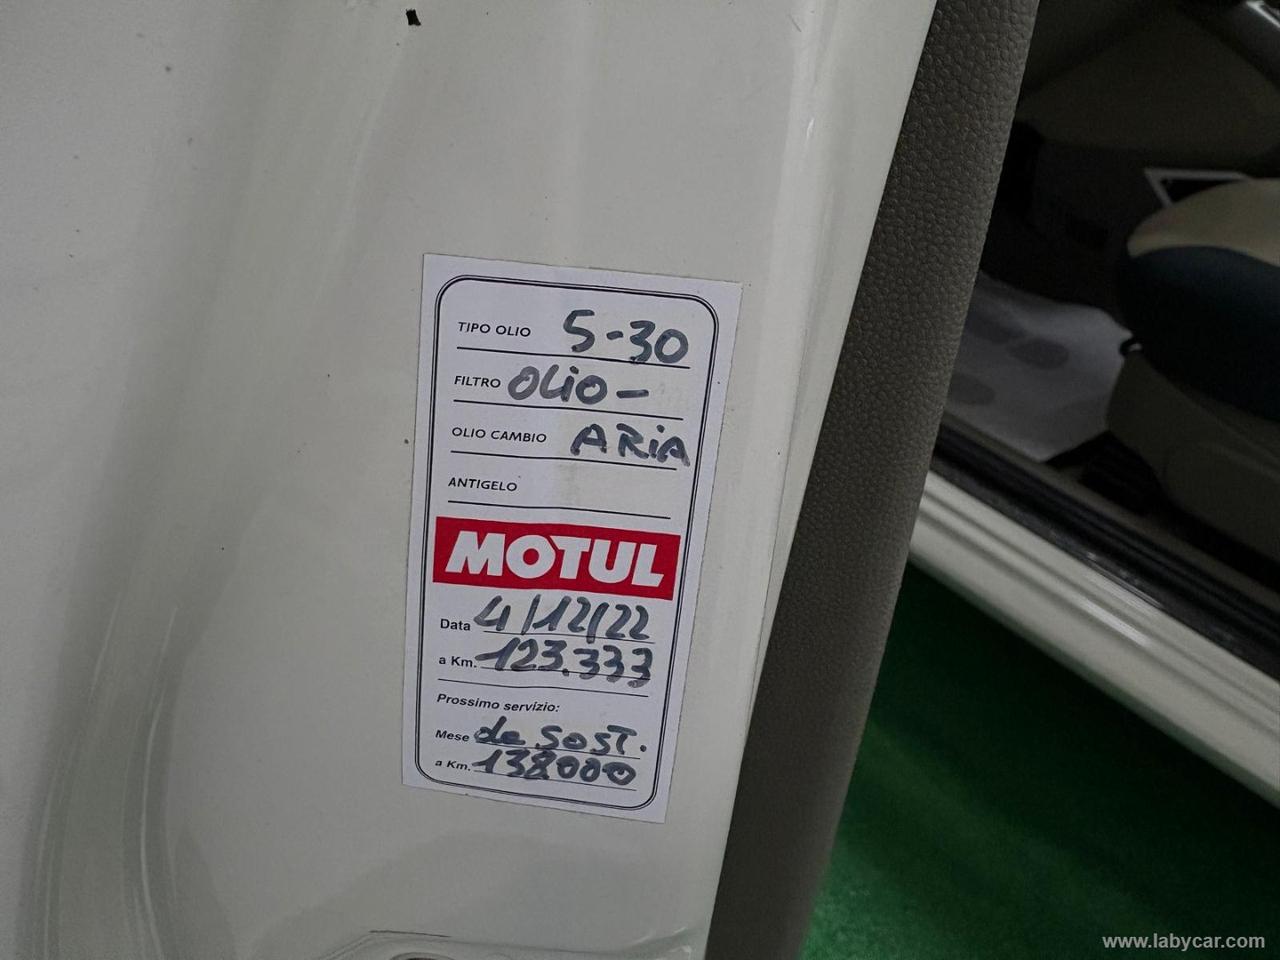 TIPO OLIO 5-30
FILTRO OLIO -
OLIO CAMBIO ARIA
ANTIGELO
MOTUL
Data 4/12/22
a Km. 123.333
Prossimo servizio:
Mese da SOST.
a Km. 138000
www.labycar.com